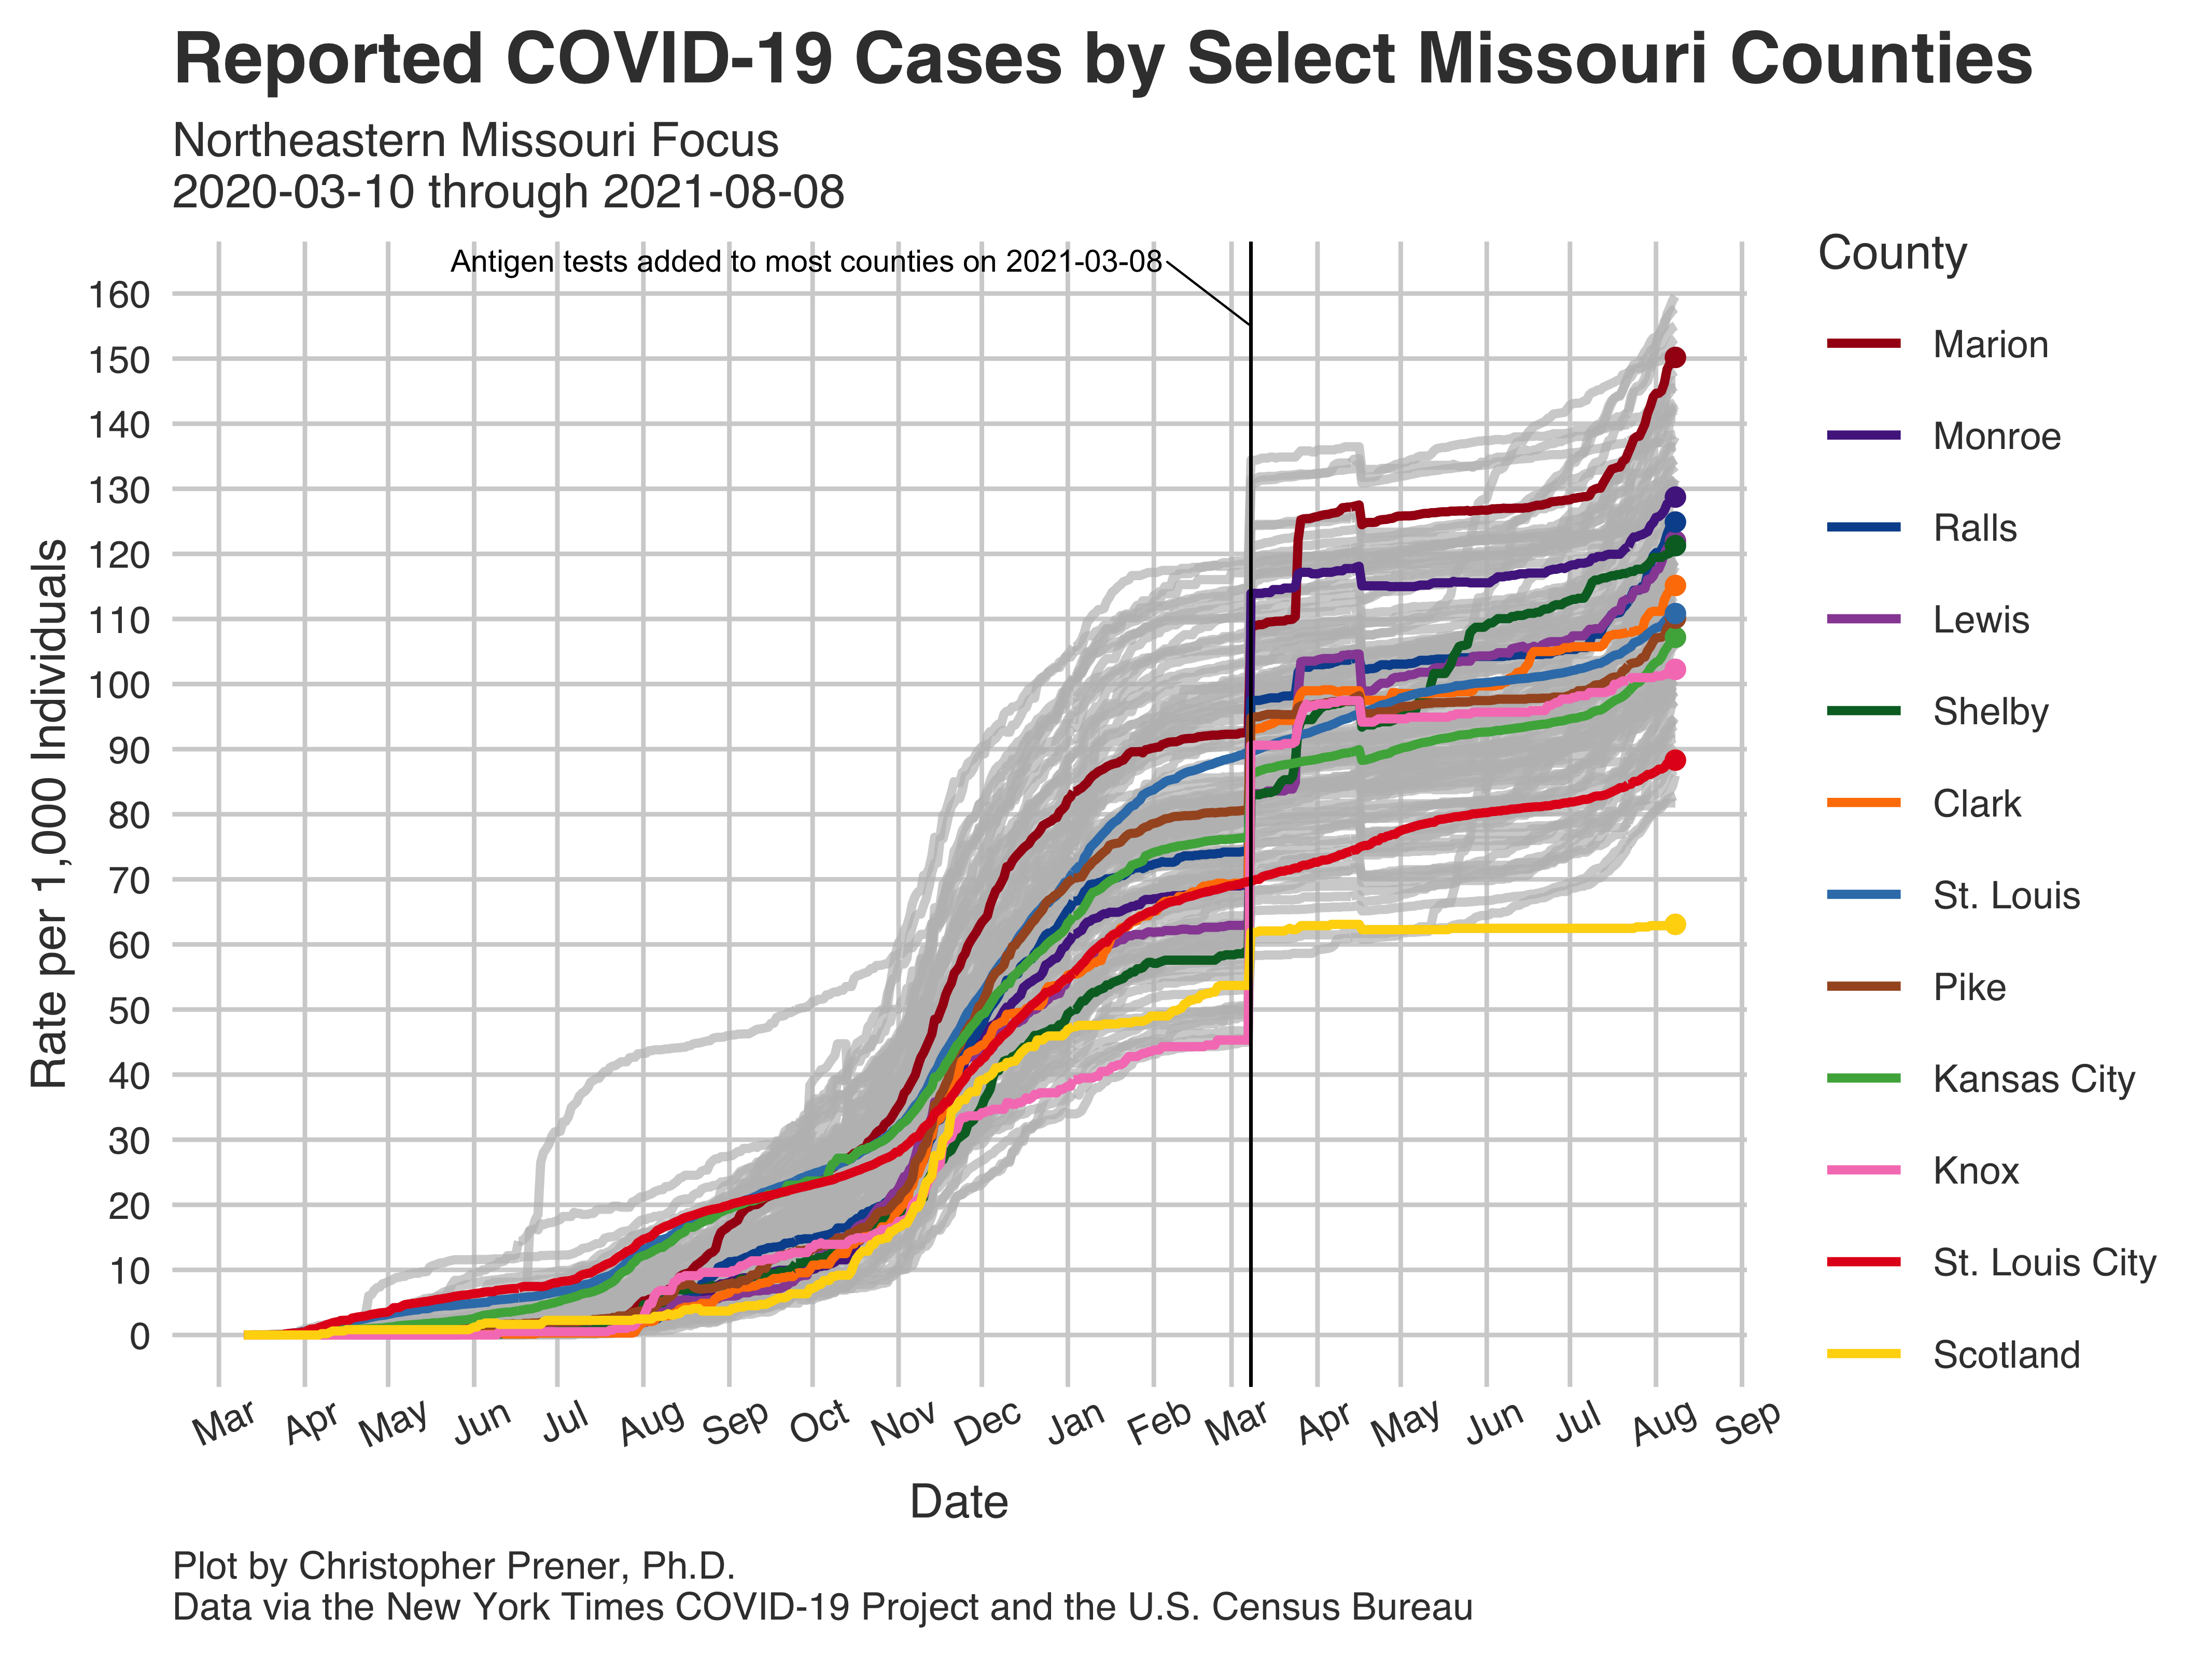 Reported COVID-19 Cases by Select Missouri Counties
Northeastern Missouri Focus
2020-03-10 through 2021-08-08
Antigen tests added to most counties on 2021-03-08
Rate per 1,000 Individuals
160
150
140
130
120
110
100
90
80
70
60
50
40
30
20
10
0
Mar Apr May Jun Jul Aug Sep Oct Nov Dec Jan Feb Mar Apr May Jun Jul Aug Sep
Date
County
Marion
Monroe
Ralls
Lewis
Shelby
Clark
St. Louis
Pike
Kansas City
Knox
St. Louis City
Scotland
Plot by Christopher Prener, Ph.D.
Data via the New York Times COVID-19 Project and the U.S. Census Bureau